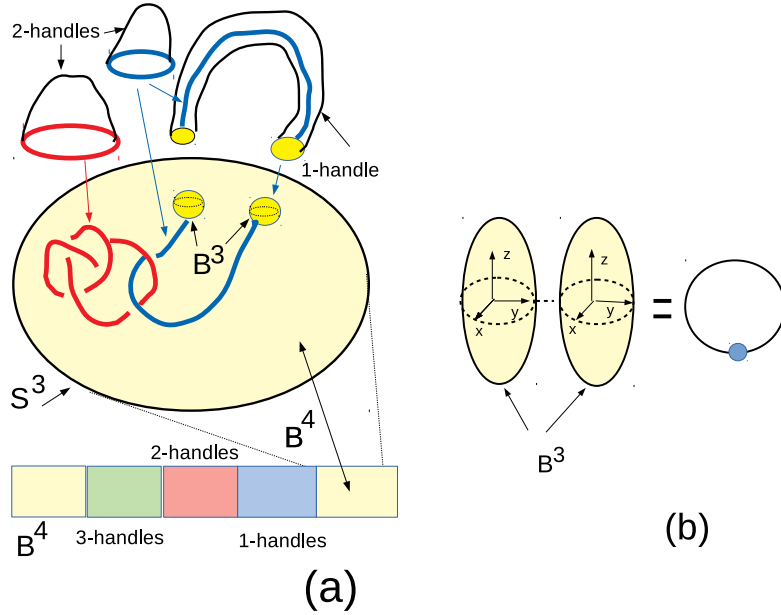 2-handles
1-handle
B³
S³
B⁴
2-handles
B⁴
3-handles
1-handles
(a)
z
y
x
z
y
x
=
B³
(b)